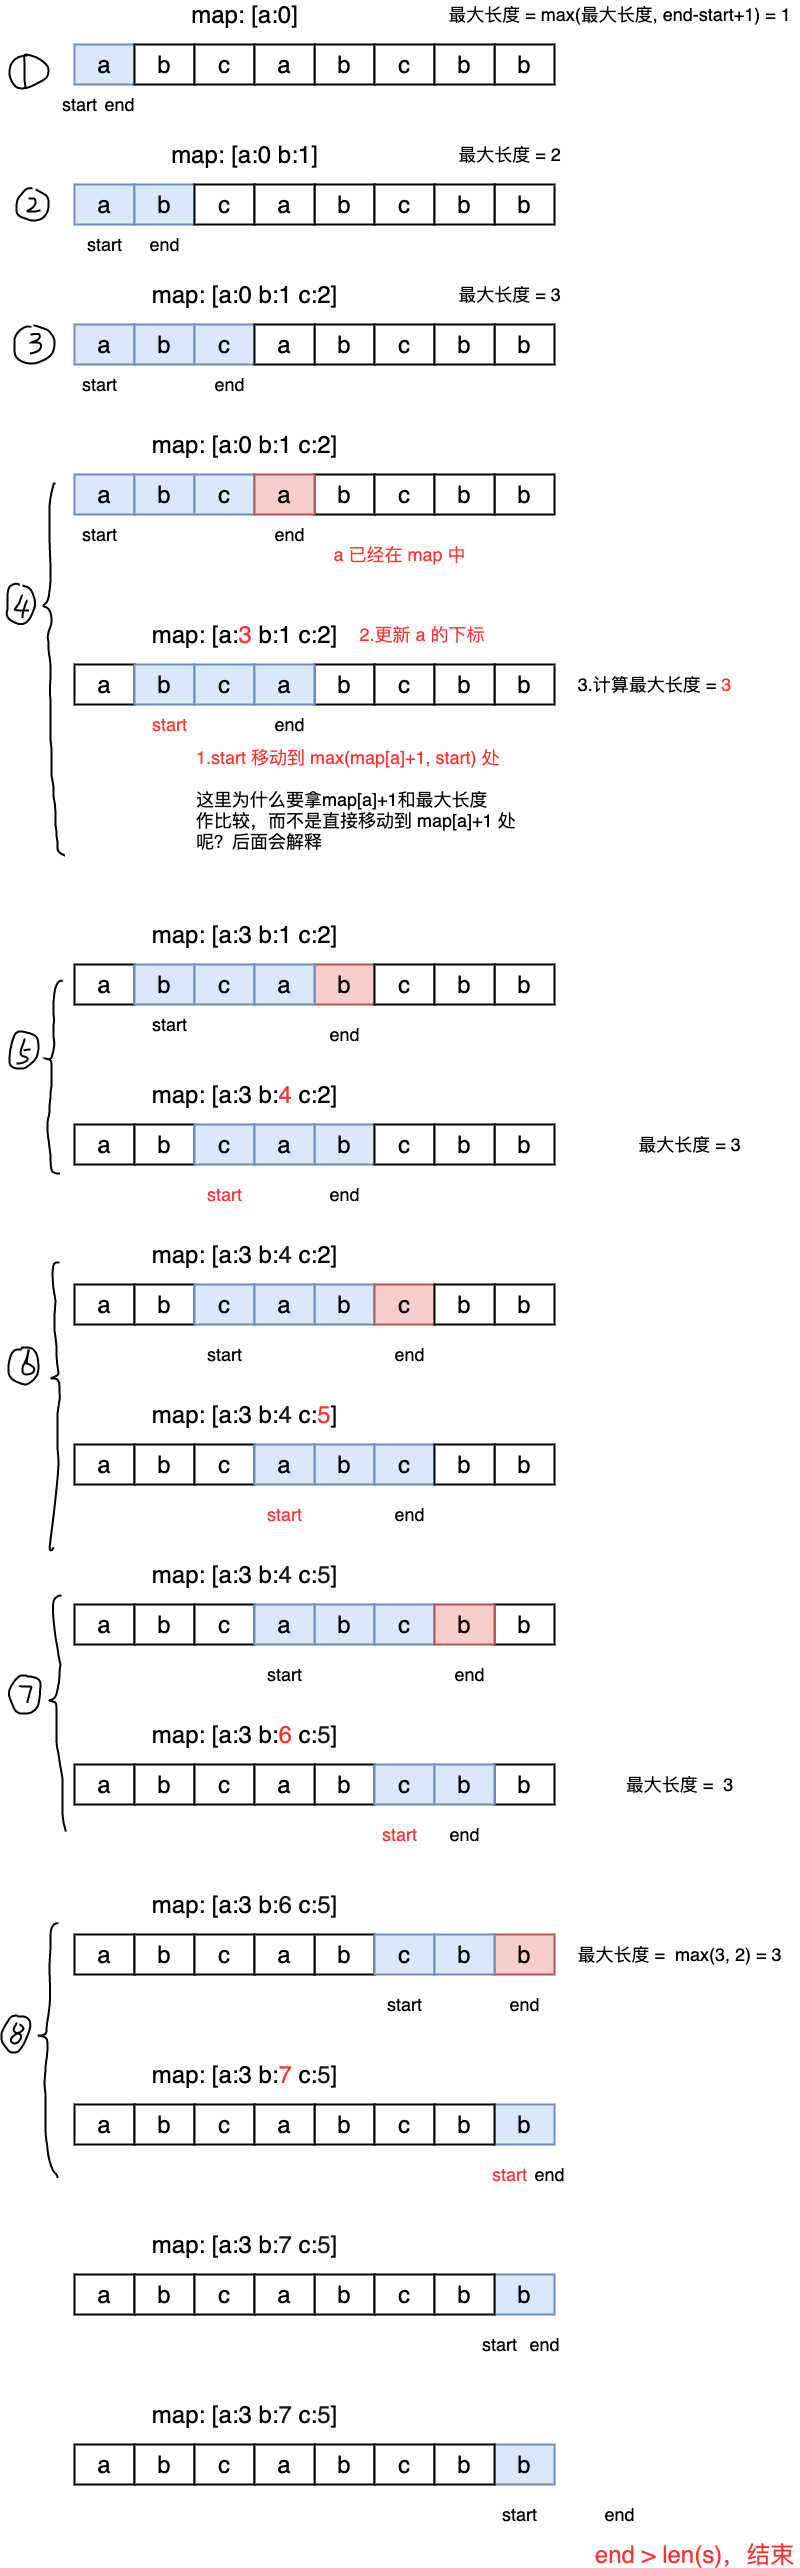 map: [a:0] 最大长度 = max(最大长度, end-start+1) = 1
① a b c a b c b b
start end
map: [a:0 b:1] 最大长度 = 2
② a b c a b c b b
start end
map: [a:0 b:1 c:2] 最大长度 = 3
③ a b c a b c b b
start end
map: [a:0 b:1 c:2]
a b c a b c b b
start end
a 已经在 map 中
④
map: [a:3 b:1 c:2] 2.更新 a 的下标
a b c a b c b b 3.计算最大长度 = 3
start end
1.start 移动到 max(map[a]+1, start) 处
这里为什么要拿map[a]+1和最大长度
作比较，而不是直接移动到 map[a]+1 处
呢？后面会解释
map: [a:3 b:1 c:2]
a b c a b c b b
start end
⑤
map: [a:3 b:4 c:2]
a b c a b c b b 最大长度 = 3
start end
map: [a:3 b:4 c:2]
a b c a b c b b
start end
⑥
map: [a:3 b:4 c:5]
a b c a b c b b
start end
map: [a:3 b:4 c:5]
a b c a b c b b
start end
⑦
map: [a:3 b:6 c:5]
a b c a b c b b 最大长度 = 3
start end
map: [a:3 b:6 c:5]
a b c a b c b b 最大长度 = max(3, 2) = 3
start end
⑧
map: [a:3 b:7 c:5]
a b c a b c b b
start end
map: [a:3 b:7 c:5]
a b c a b c b b
start end
map: [a:3 b:7 c:5]
a b c a b c b b
start end
end > len(s)，结束